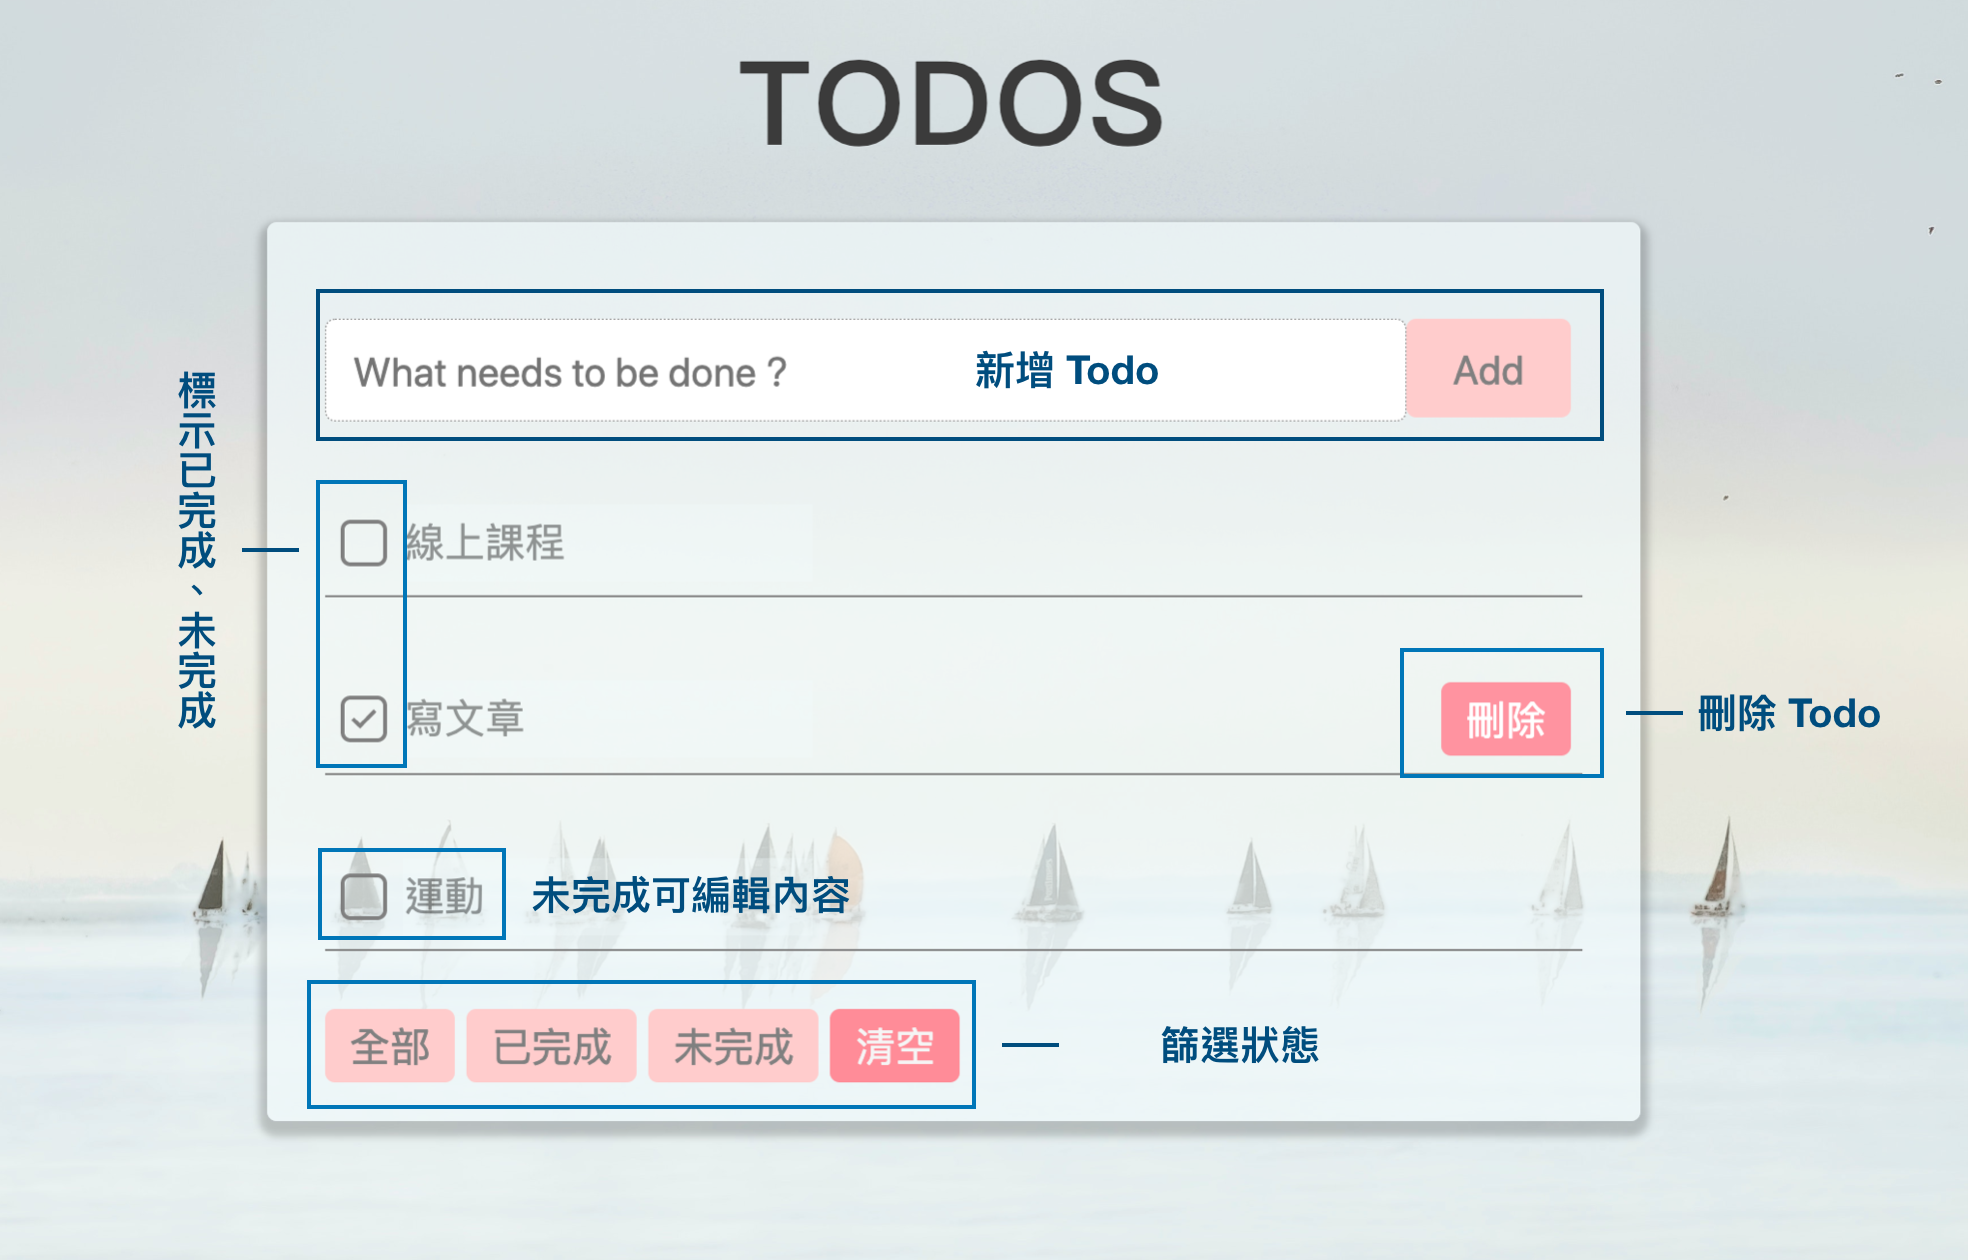 TODOS
What needs to be done ?
新增 Todo
Add
標示已完成、未完成
線上課程
寫文章
刪除
刪除 Todo
運動
未完成可編輯內容
全部
已完成
未完成
清空
篩選狀態